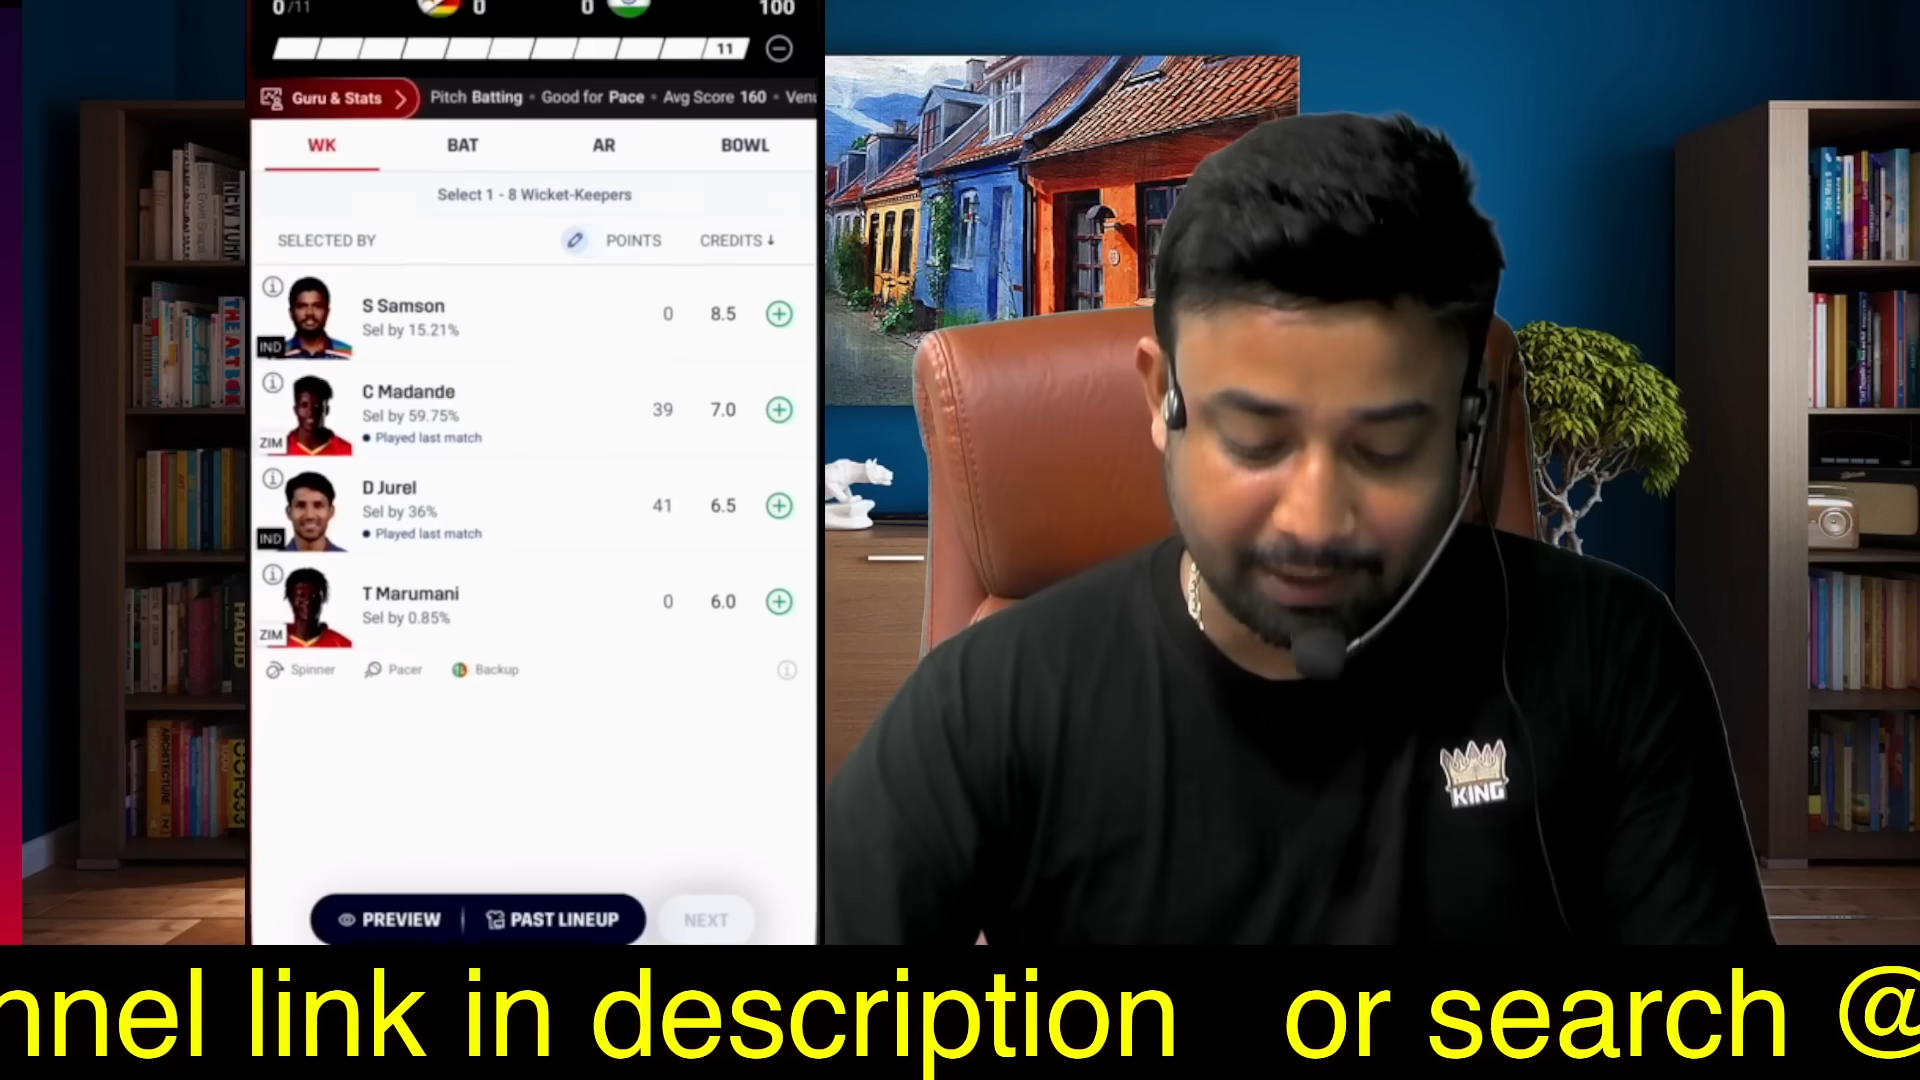 0/11
0
0
100
11
Guru & Stats
Pitch Batting • Good for Pace • Avg Score 160 •
WK
BAT
AR
BOWL
Select 1 - 8 Wicket-Keepers
SELECTED BY
POINTS
CREDITS ↓
S Samson
Sel by 15.21%
0
8.5
IND
C Madande
Sel by 59.75%
Played last match
39
7.0
ZIM
D Jurel
Sel by 36%
Played last match
41
6.5
IND
T Marumani
Sel by 0.85%
0
6.0
ZIM
Spinner
Pacer
Backup
PREVIEW
PAST LINEUP
NEXT
KING
THE ART
HADID
ARCHITECTURE
nnel link in description or search @